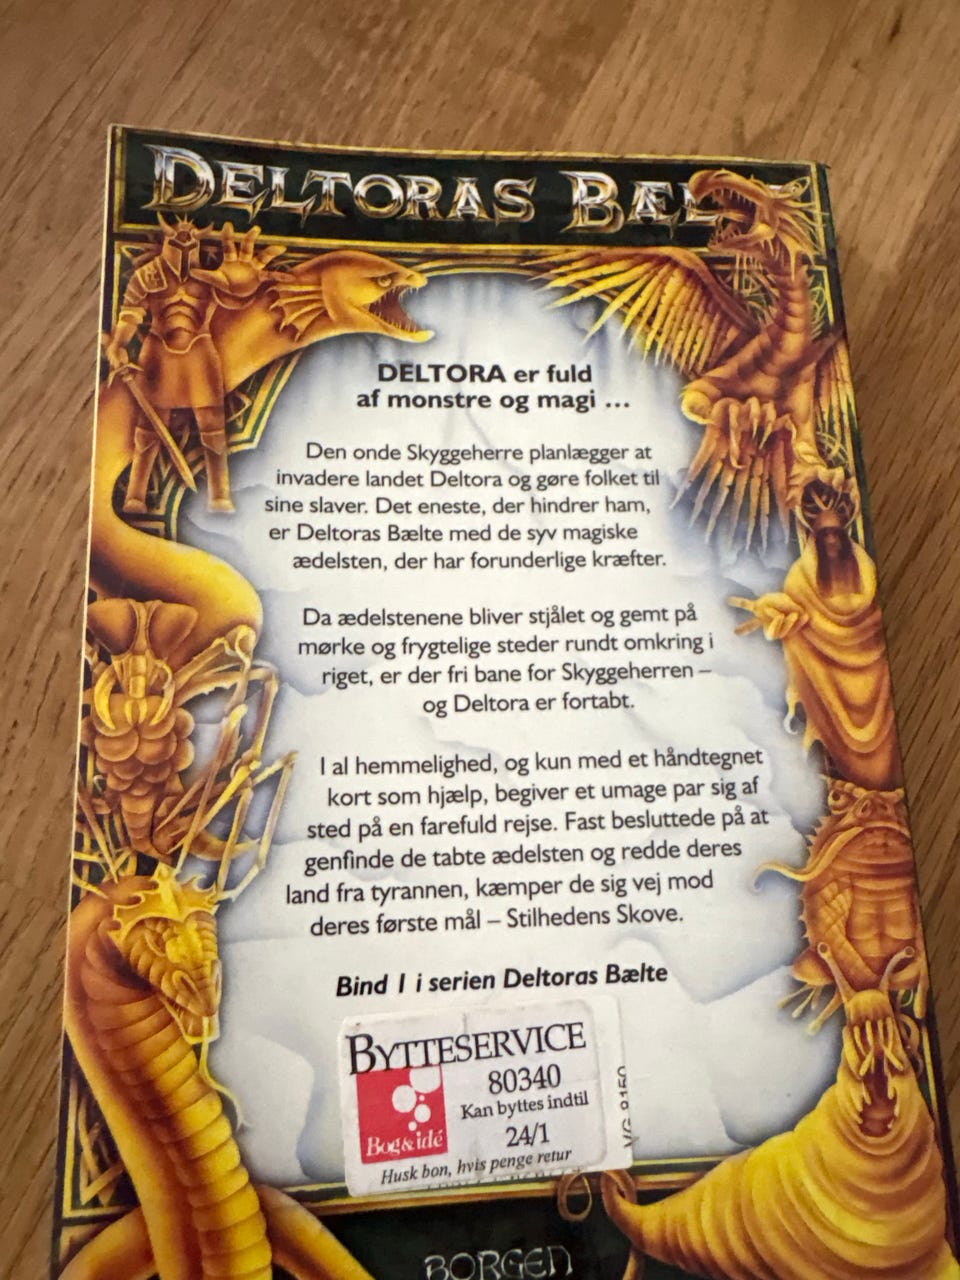 DELTORAS BÆL
DELTORA er fuld
af monstre og magi ...
Den onde Skyggeherre planlægger at
invadere landet Deltora og gøre folket til
sine slaver. Det eneste, der hindrer ham,
er Deltoras Bælte med de syv magiske
ædelsten, der har forunderlige kræfter.
Da ædelstenene bliver stjålet og gemt på
mørke og frygtelige steder rundt omkring i
riget, er der fri bane for Skyggeherren –
og Deltora er fortabt.
I al hemmelighed, og kun med et håndtegnet
kort som hjælp, begiver et umage par sig af
sted på en farefuld rejse. Fast besluttede på at
genfinde de tabte ædelsten og redde deres
land fra tyrannen, kæmper de sig vej mod
deres første mål – Stilhedens Skove.
Bind 1 i serien Deltoras Bælte
BYTTESERVICE
80340
Kan byttes indtil
24/1
Bog&idé
Husk bon, hvis penge retur
BORGEN